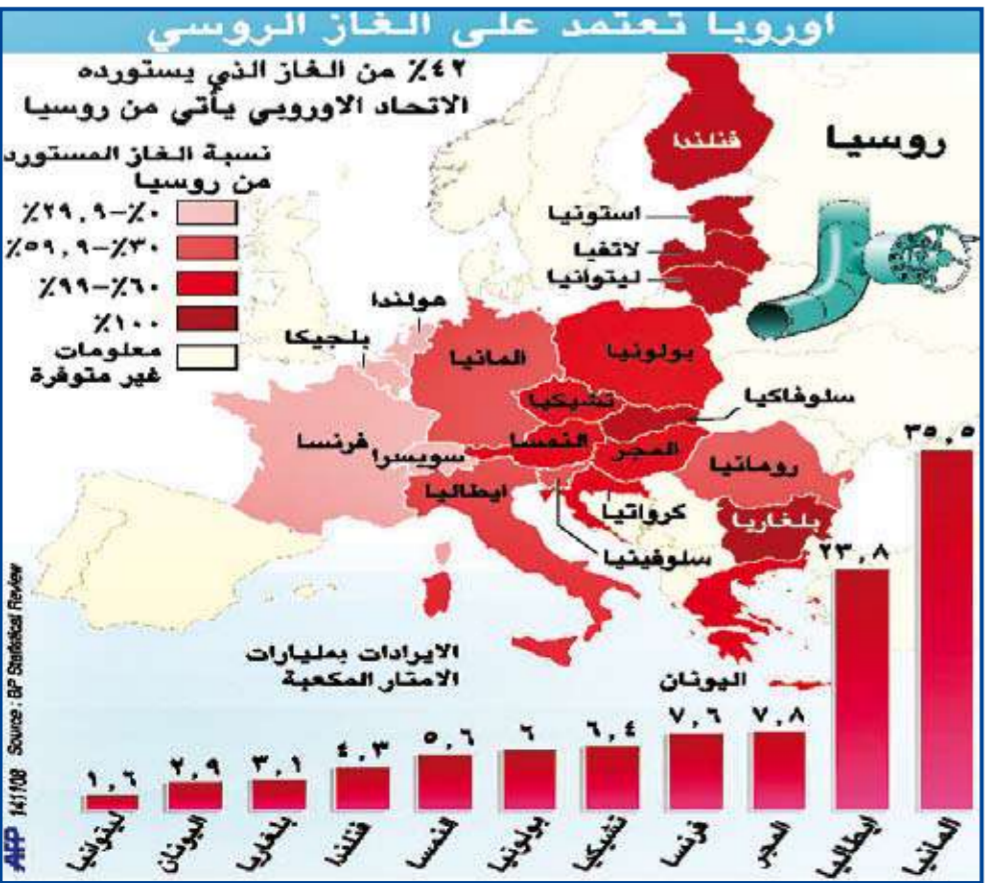 اوروبا تعتمد على الغاز الروسي
٤٢٪ من الغاز الذي يستورده
الاتحاد الاوروبي يأتي من روسيا
نسبة الغاز المستورد
من روسيا
٠٪-٢٩,٩٪
٣٠٪-٥٩,٩٪
٦٠٪-٩٩٪
١٠٠٪
معلومات
غير متوفرة
روسيا
فنلندا
استونيا
لاتفيا
ليتوانيا
هولندا
بلجيكا
المانيا
بولونيا
تشيكيا
سلوفاكيا
فرنسا
سويسرا
النمسا
المجر
رومانيا
ايطاليا
كرواتيا
بلغاريا
سلوفينيا
اليونان
الايرادات بمليارات
الامتار المكعبة
٣٥,٥
٢٣,٨
٧,٨
٧,٦
٦,٤
٦
٥,٦
٤,٣
٣,١
٢,٩
١,٦
المانيا
ايطاليا
المجر
فرنسا
تشيكيا
بولونيا
النمسا
فنلندا
بلغاريا
اليونان
ليتوانيا
AFP 141108 Source : BP Statistical Review